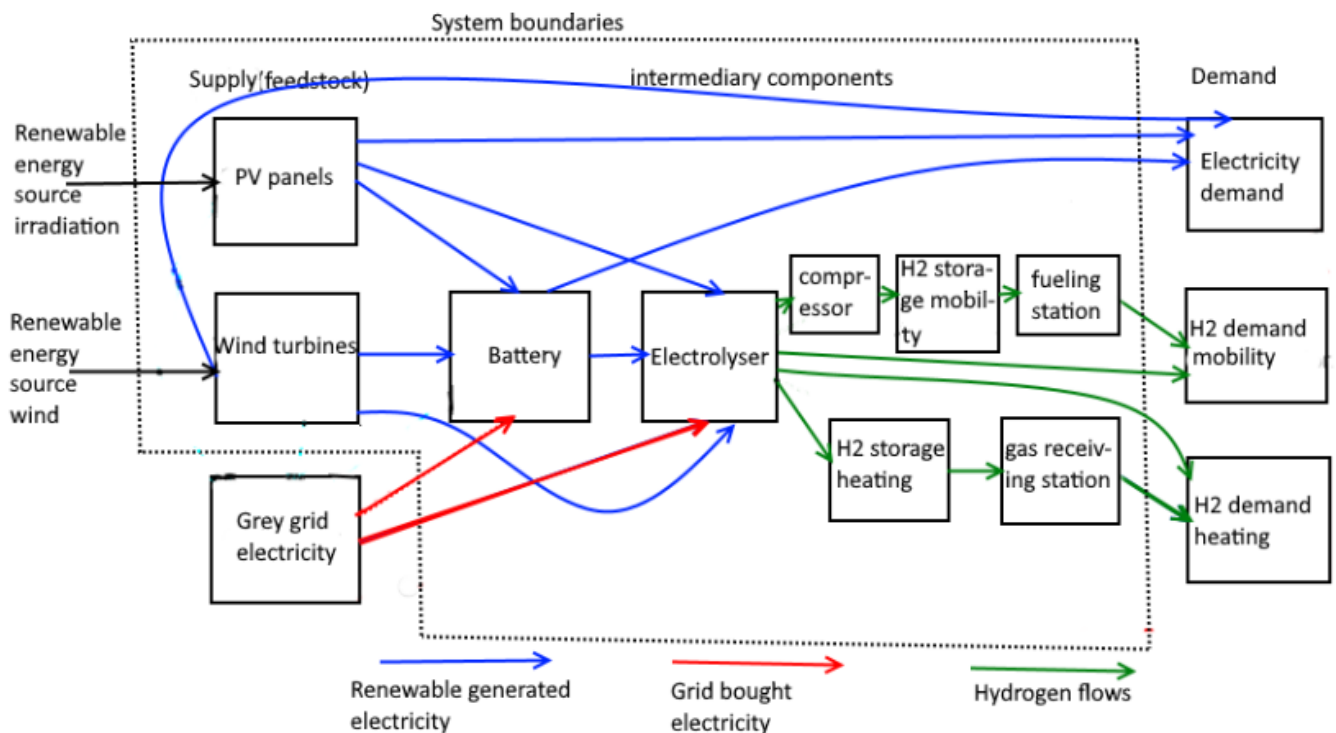 System boundaries
Supply(feedstock)
intermediary components
Demand
Renewable
energy
source
irradiation
PV panels
Electricity
demand
Renewable
energy
source
wind
Wind turbines
Battery
Electrolyser
compr-
essor
H2 stora-
ge mobil-
ty
fueling
station
H2 demand
mobility
H2 storage
heating
gas receiv-
ing station
H2 demand
heating
Grey grid
electricity
Renewable generated
electricity
Grid bought
electricity
Hydrogen flows